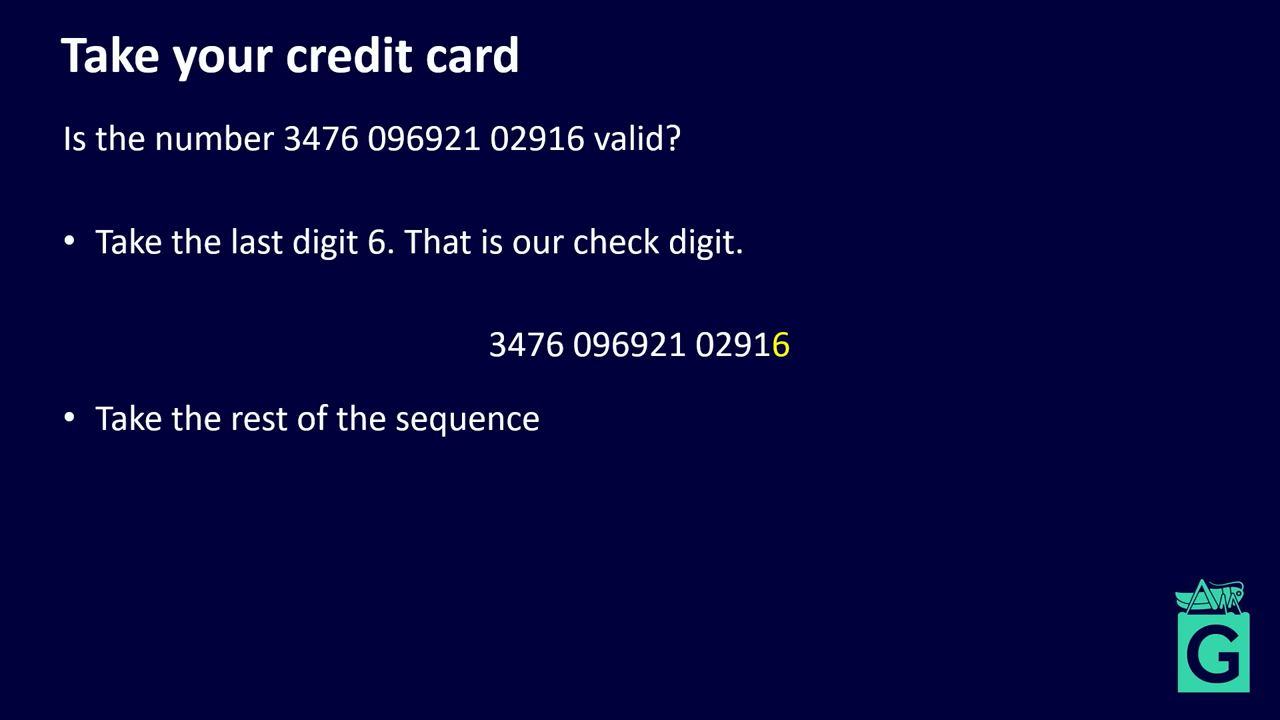 Take your credit card
Is the number 3476 096921 02916 valid?
• Take the last digit 6. That is our check digit.
3476 096921 02916
• Take the rest of the sequence
G